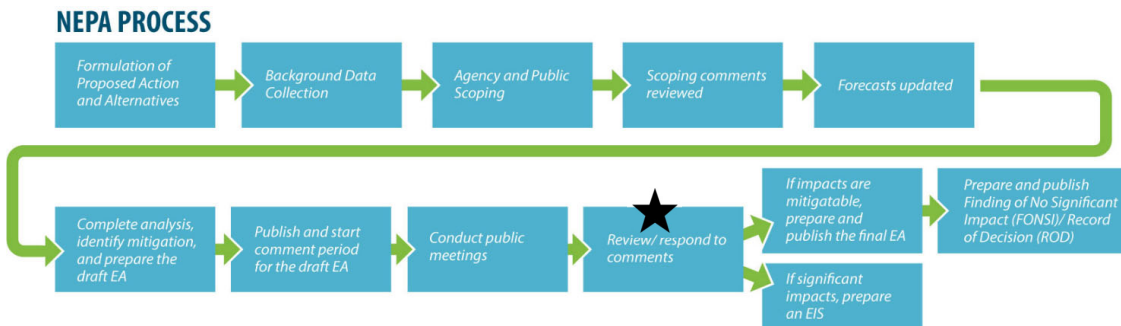 NEPA PROCESS
Formulation of
Proposed Action
and Alternatives
Background Data
Collection
Agency and Public
Scoping
Scoping comments
reviewed
Forecasts updated
Complete analysis,
identify mitigation,
and prepare the
draft EA
Publish and start
comment period
for the draft EA
Conduct public
meetings
Review/ respond to
comments
If impacts are
mitigatable,
prepare and
publish the final EA
Prepare and publish
Finding of No Significant
Impact (FONSI)/ Record
of Decision (ROD)
If significant
impacts, prepare
an EIS